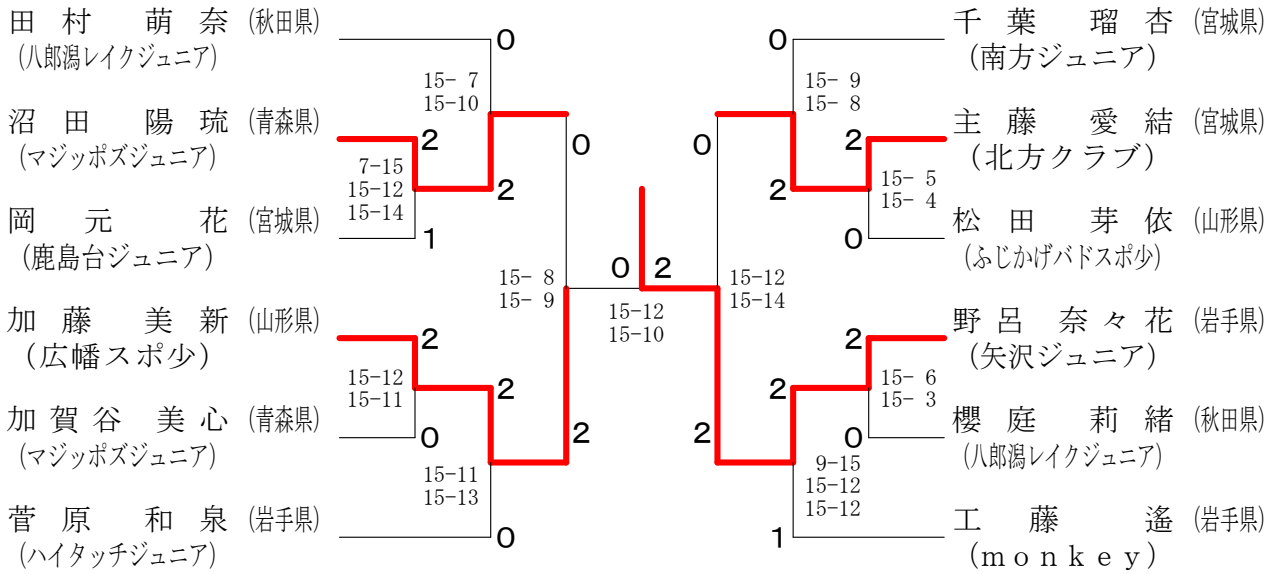 田村 萌奈 (秋田県)
(八郎潟レイクジュニア)
0
15- 7
15-10
沼田 陽琉 (青森県)
(マジッポズジュニア)
2
7-15
15-12
15-14
2
0
岡元 花 (宮城県)
(鹿島台ジュニア)
1
15- 8
15- 9
加藤 美新 (山形県)
(広幡スポ少)
2
15-12
15-11
2
加賀谷 美心 (青森県)
(マジッポズジュニア)
0
2
15-11
15-13
菅原 和泉 (岩手県)
(ハイタッチジュニア)
0
0 2
15-12
15-10
千葉 瑠杏 (宮城県)
(南方ジュニア)
0
15- 9
15- 8
主藤 愛結 (宮城県)
(北方クラブ)
2
0
2
15- 5
15- 4
松田 芽依 (山形県)
(ふじかげバドスポ少)
0
15-12
15-14
野呂 奈々花 (岩手県)
(矢沢ジュニア)
2
2
15- 6
15- 3
櫻庭 莉緒 (秋田県)
(八郎潟レイクジュニア)
0
2
9-15
15-12
15-12
工藤 遙 (岩手県)
(monkey)
1